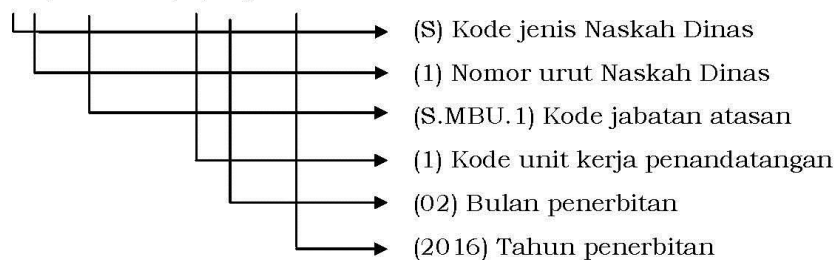 (S) Kode jenis Naskah Dinas
(1) Nomor urut Naskah Dinas
(S.MBU.1) Kode jabatan atasan
(1) Kode unit kerja penandatangan
(02) Bulan penerbitan
(2016) Tahun penerbitan